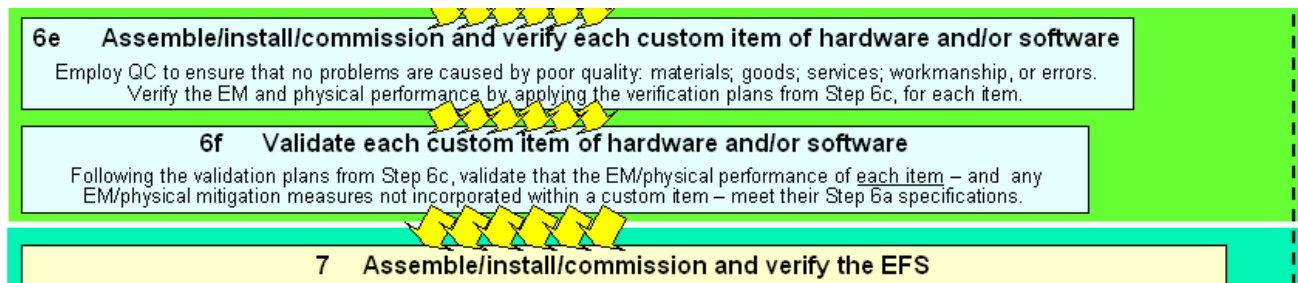 6e Assemble/install/commission and verify each custom item of hardware and/or software
Employ QC to ensure that no problems are caused by poor quality: materials; goods; services; workmanship, or errors.
Verify the EM and physical performance by applying the verification plans from Step 6c, for each item.
6f Validate each custom item of hardware and/or software
Following the validation plans from Step 6c, validate that the EM/physical performance of each item – and any
EM/physical mitigation measures not incorporated within a custom item – meet their Step 6a specifications.
7 Assemble/install/commission and verify the EFS